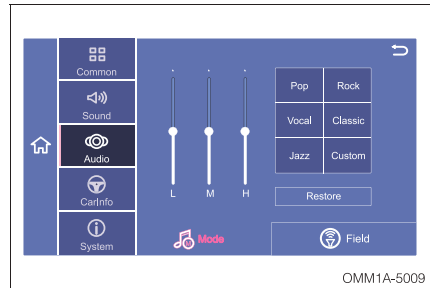 Common
Sound
Audio
CarInfo
System
L M H
Pop Rock
Vocal Classic
Jazz Custom
Restore
Mode
Field
OMM1A-5009